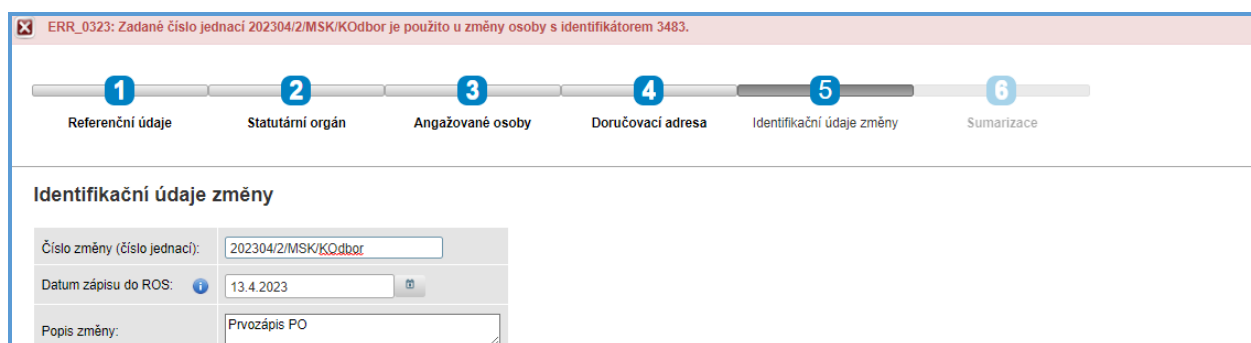 ERR_0323: Zadané číslo jednací 202304/2/MSK/KOdbor je použito u změny osoby s identifikátorem 3483.
1 2 3 4 5 6
Referenční údaje Statutární orgán Angažované osoby Doručovací adresa Identifikační údaje změny Sumarizace
Identifikační údaje změny
Číslo změny (číslo jednací): 202304/2/MSK/KOdbor
Datum zápisu do ROS: 13.4.2023
Popis změny: Prvozápis PO